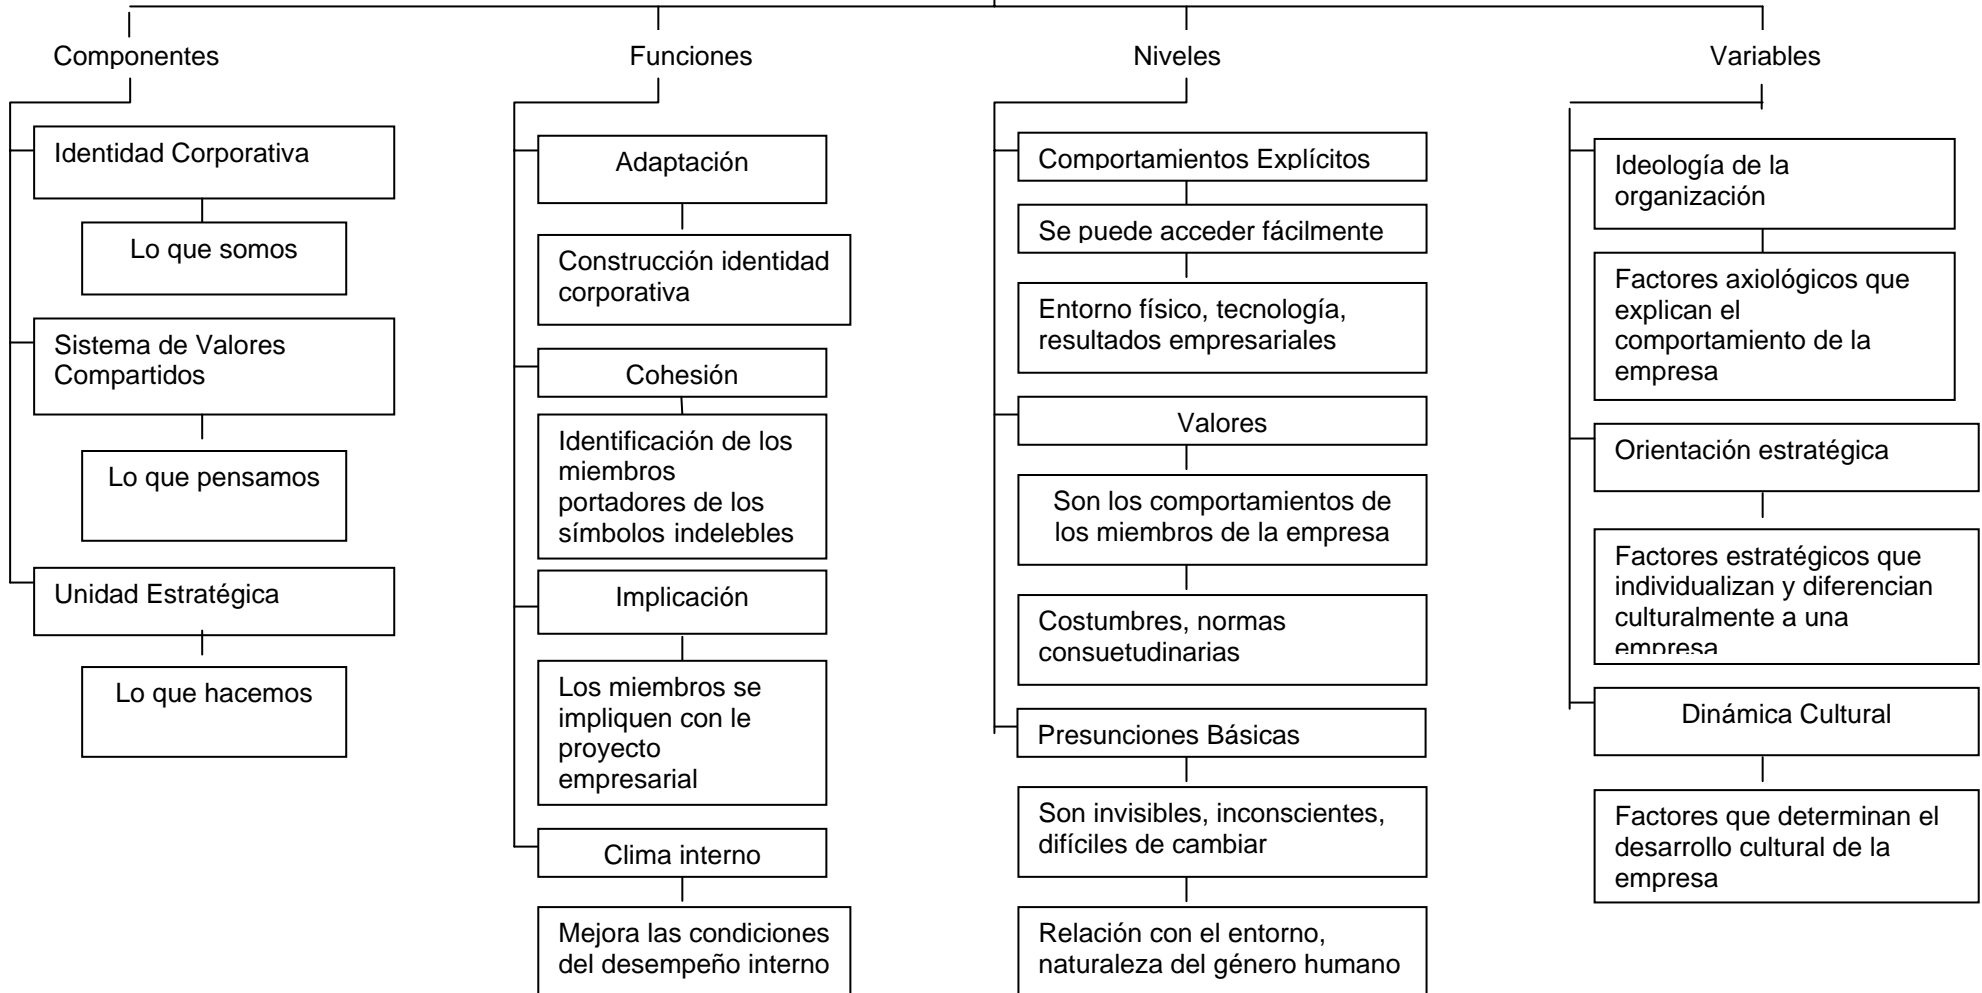 Componentes
Funciones
Niveles
Variables
Identidad Corporativa
Lo que somos
Sistema de Valores
Compartidos
Lo que pensamos
Unidad Estratégica
Lo que hacemos
Adaptación
Construcción identidad
corporativa
Cohesión
Identificación de los
miembros
portadores de los
símbolos indelebles
Implicación
Los miembros se
impliquen con le
proyecto
empresarial
Clima interno
Mejora las condiciones
del desempeño interno
Comportamientos Explícitos
Se puede acceder fácilmente
Entorno físico, tecnología,
resultados empresariales
Valores
Son los comportamientos de
los miembros de la empresa
Costumbres, normas
consuetudinarias
Presunciones Básicas
Son invisibles, inconscientes,
difíciles de cambiar
Relación con el entorno,
naturaleza del género humano
Ideología de la
organización
Factores axiológicos que
explican el
comportamiento de la
empresa
Orientación estratégica
Factores estratégicos que
individualizan y diferencian
culturalmente a una
empresa
Dinámica Cultural
Factores que determinan el
desarrollo cultural de la
empresa